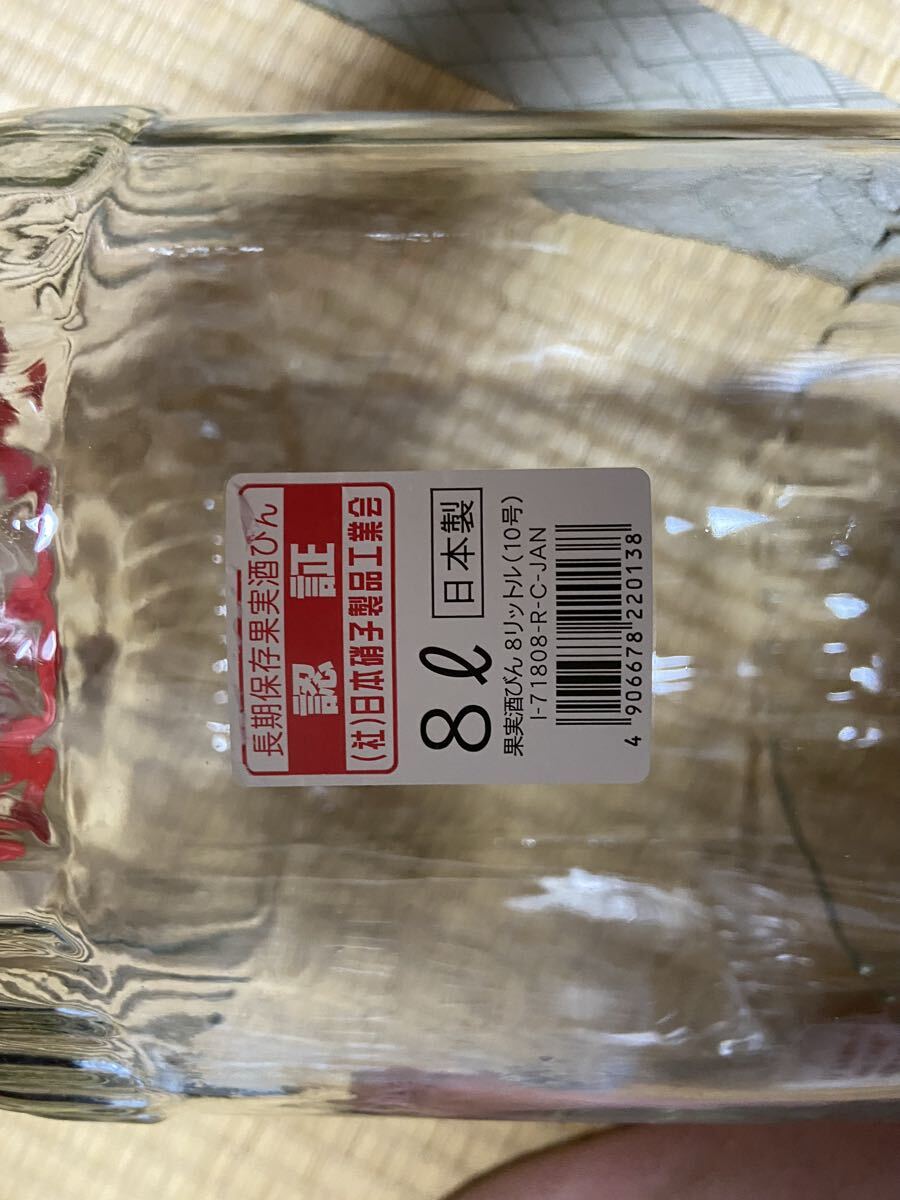 長期保存果実酒びん
認証
(社)日本硝子製品工業会
8ℓ 日本製
果実酒びん 8リットル(10号)
I-71808-R-C-JAN
4 906678 220138